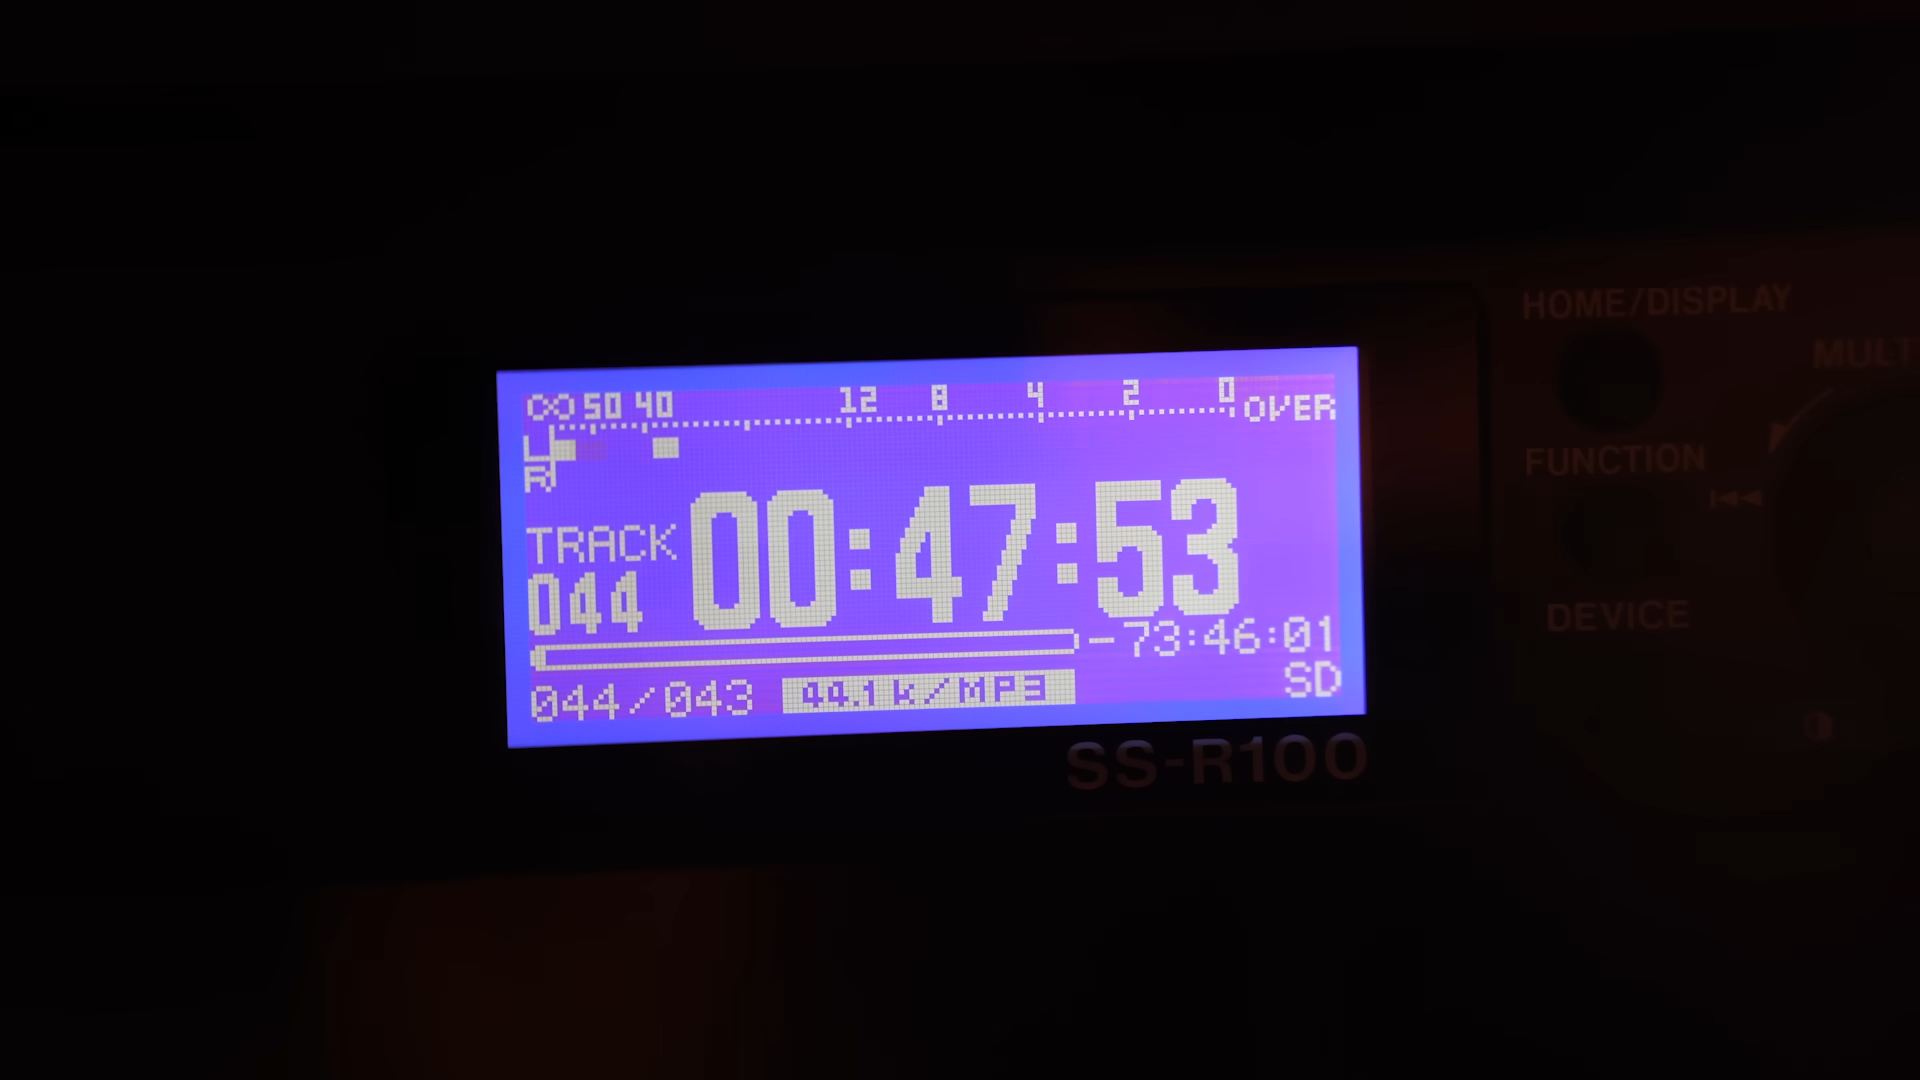 ∞ 50 40 12 8 4 2 0 OVER
L
R
TRACK
044
00:47:53
-73:46:01
044/043 44.1k/MP3 SD
SS-R100
HOME/DISPLAY
MULT
FUNCTION
DEVICE